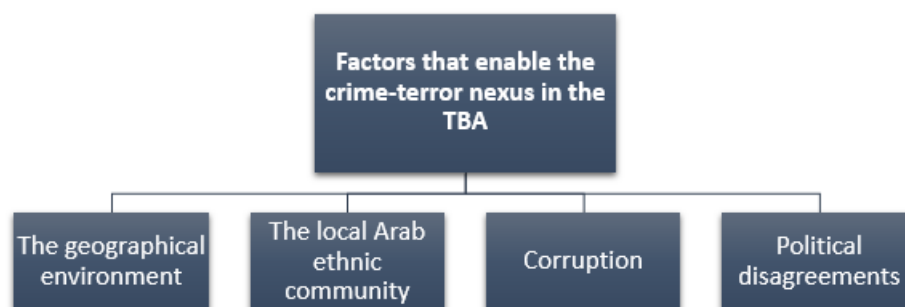 Factors that enable the
crime-terror nexus in the
TBA
The geographical
environment
The local Arab
ethnic
community
Corruption
Political
disagreements